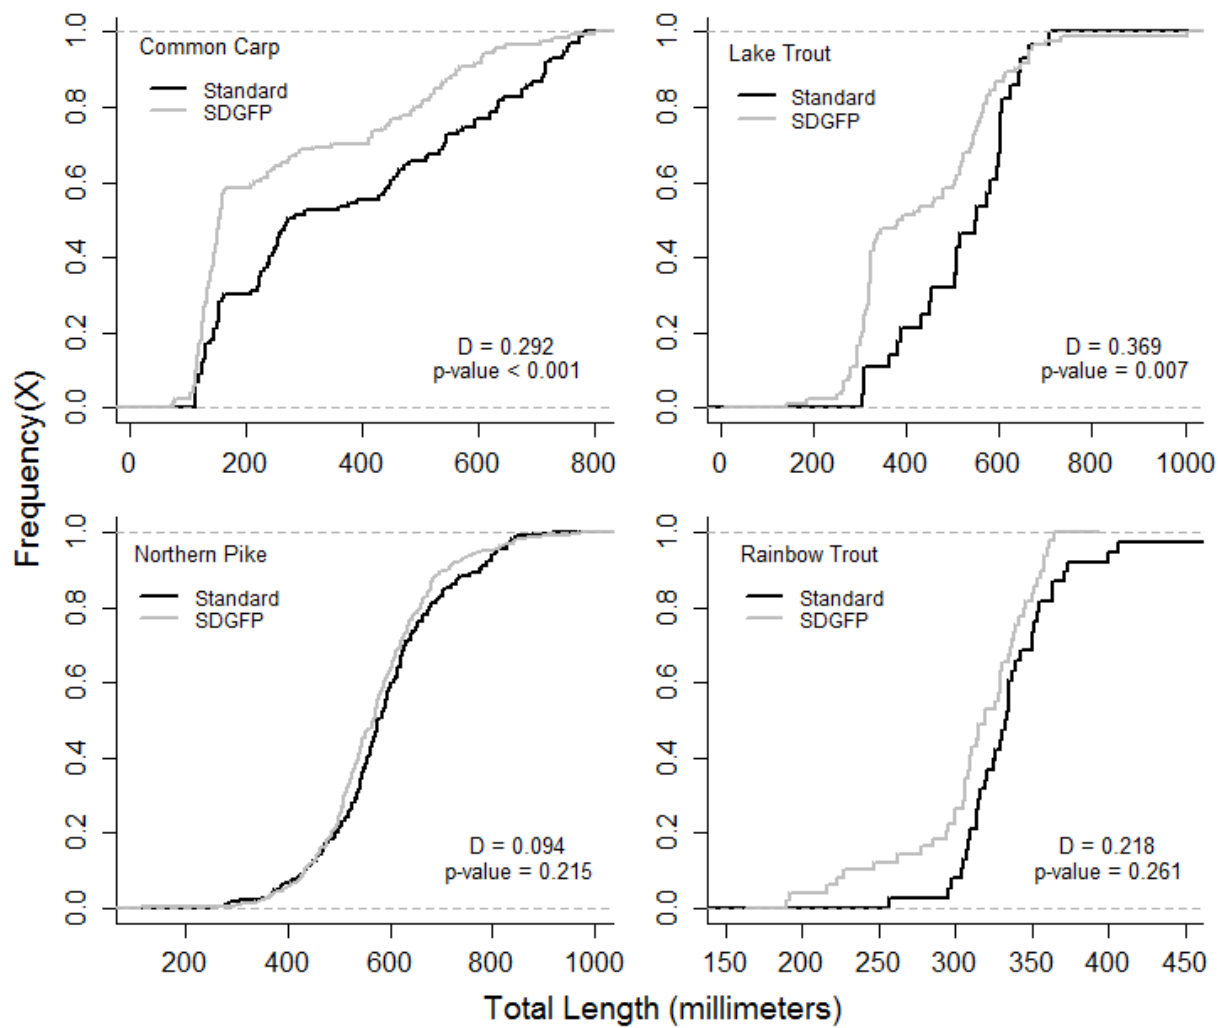 Common Carp
Standard
SDGFP
D = 0.292
p-value < 0.001
0.0 0.2 0.4 0.6 0.8 1.0
0 200 400 600 800
Lake Trout
Standard
SDGFP
D = 0.369
p-value = 0.007
0.0 0.2 0.4 0.6 0.8 1.0
0 200 400 600 800 1000
Frequency(X)
Northern Pike
Standard
SDGFP
D = 0.094
p-value = 0.215
0.0 0.2 0.4 0.6 0.8 1.0
200 400 600 800 1000
Rainbow Trout
Standard
SDGFP
D = 0.218
p-value = 0.261
0.0 0.2 0.4 0.6 0.8 1.0
150 200 250 300 350 400 450
Total Length (millimeters)